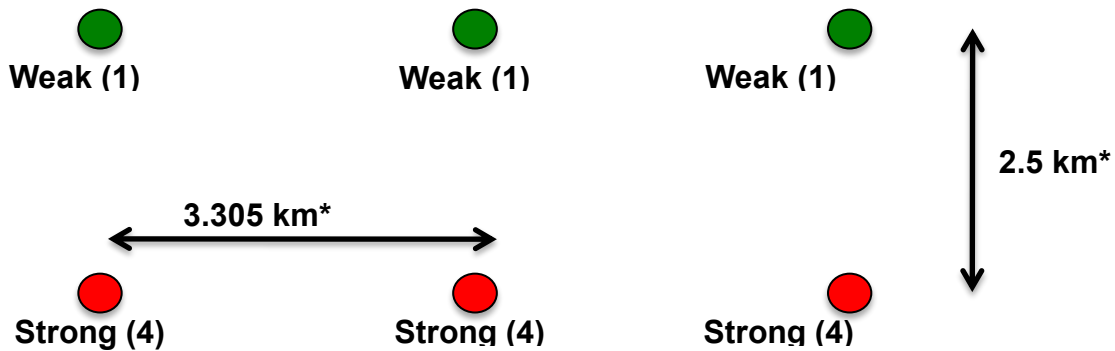 Weak (1)
Weak (1)
Weak (1)
2.5 km*
3.305 km*
Strong (4)
Strong (4)
Strong (4)